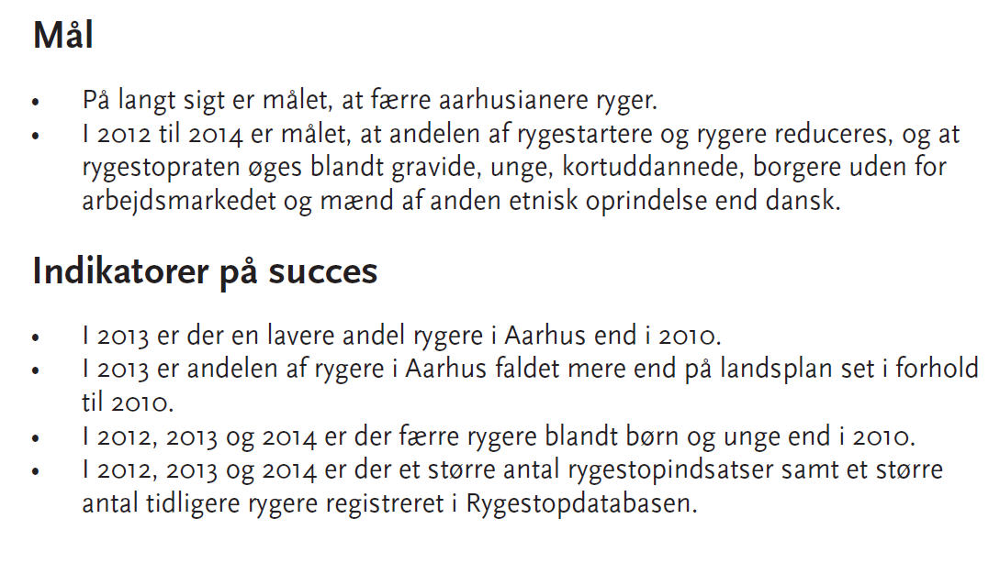 Mål
• På langt sigt er målet, at færre aarhusianere ryger.
• I 2012 til 2014 er målet, at andelen af rygestartere og rygere reduceres, og at
rygestopraten øges blandt gravide, unge, kortuddannede, borgere uden for
arbejdsmarkedet og mænd af anden etnisk oprindelse end dansk.
Indikatorer på succes
• I 2013 er der en lavere andel rygere i Aarhus end i 2010.
• I 2013 er andelen af rygere i Aarhus faldet mere end på landsplan set i forhold
til 2010.
• I 2012, 2013 og 2014 er der færre rygere blandt børn og unge end i 2010.
• I 2012, 2013 og 2014 er der et større antal rygestopindsatser samt et større
antal tidligere rygere registreret i Rygestopdatabasen.